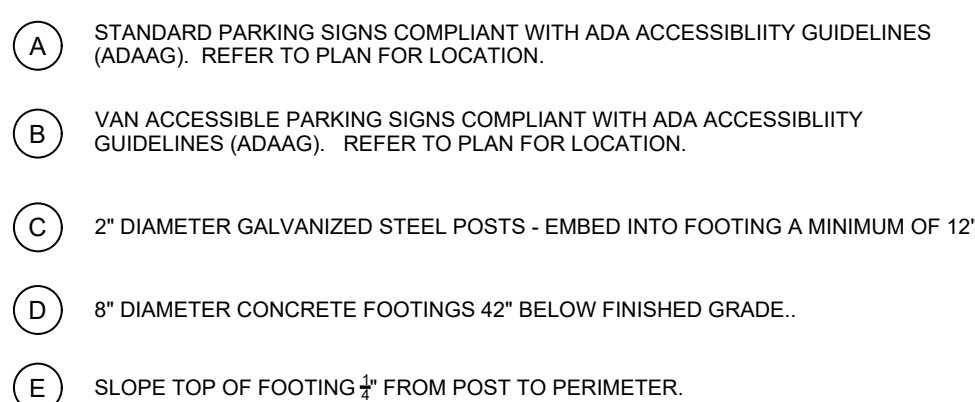 A STANDARD PARKING SIGNS COMPLIANT WITH ADA ACCESSIBLIITY GUIDELINES
(ADAAG).  REFER TO PLAN FOR LOCATION.
B VAN ACCESSIBLE PARKING SIGNS COMPLIANT WITH ADA ACCESSIBLIITY
GUIDELINES (ADAAG).   REFER TO PLAN FOR LOCATION.
C 2" DIAMETER GALVANIZED STEEL POSTS - EMBED INTO FOOTING A MINIMUM OF 12"
D 8" DIAMETER CONCRETE FOOTINGS 42" BELOW FINISHED GRADE..
E SLOPE TOP OF FOOTING 1/4" FROM POST TO PERIMETER.